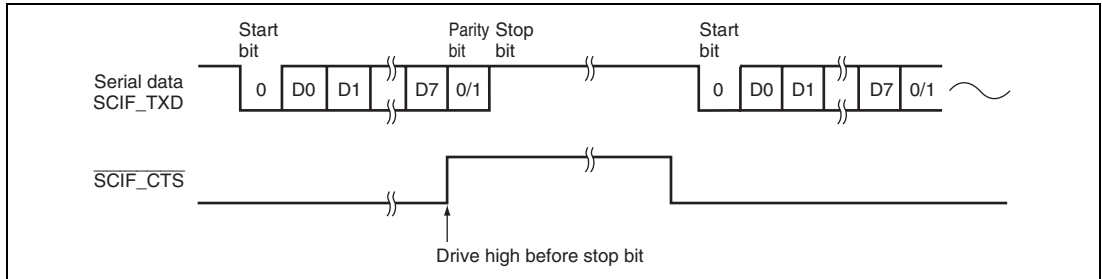 Start bit
Parity bit
Stop bit
Start bit
Serial data
SCIF_TXD
0 D0 D1 D7 0/1 0 D0 D1 D7 0/1
SCIF_CTS
Drive high before stop bit